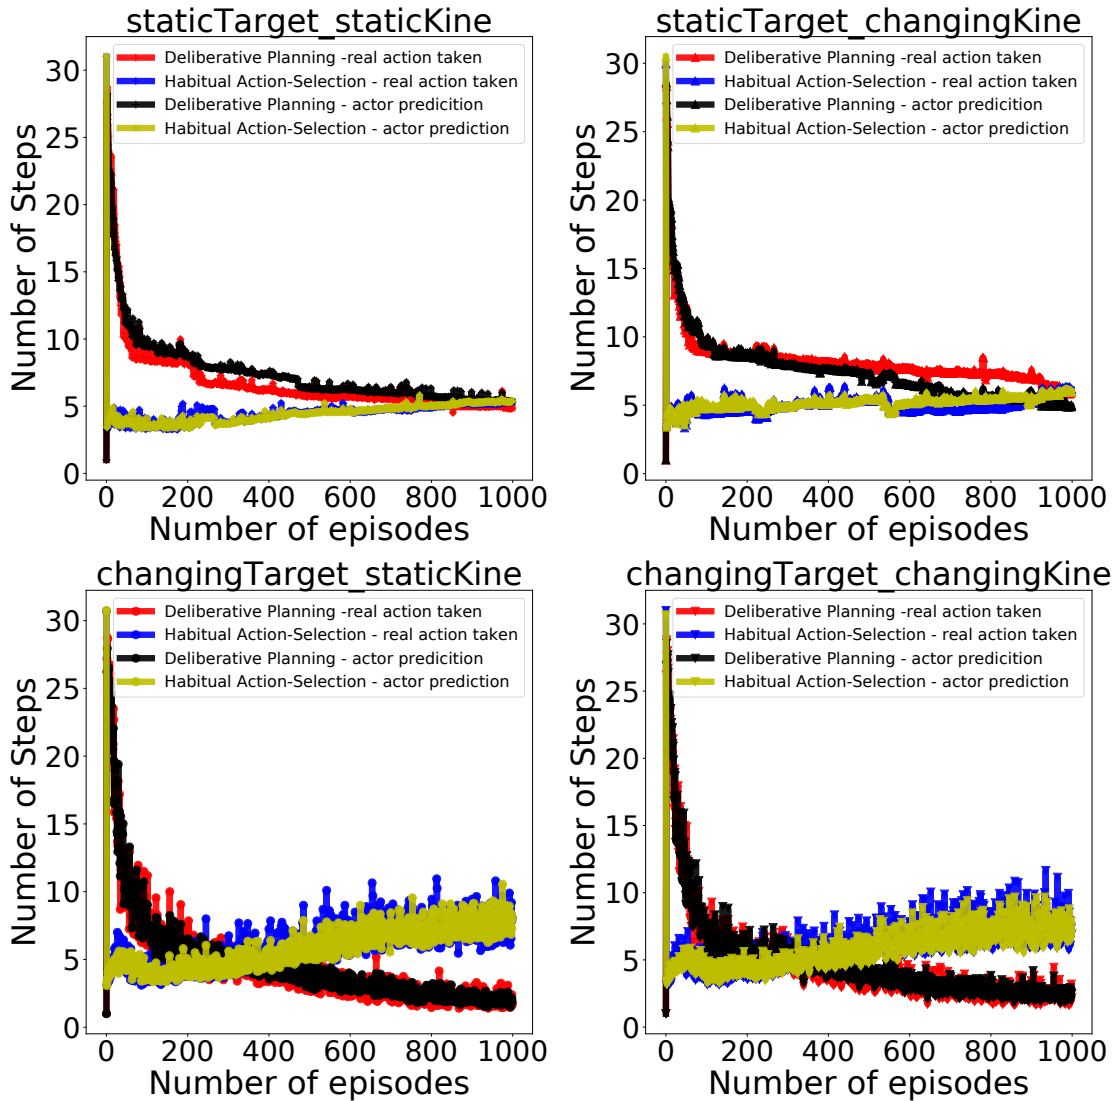 staticTarget_staticKine
Deliberative Planning -real action taken
Habitual Action-Selection - real action taken
Deliberative Planning - actor predicition
Habitual Action-Selection - actor prediction
Number of Steps
30
25
20
15
10
5
0
0 200 400 600 800 1000
Number of episodes
staticTarget_changingKine
Deliberative Planning -real action taken
Habitual Action-Selection - real action taken
Deliberative Planning - actor predicition
Habitual Action-Selection - actor prediction
Number of Steps
30
25
20
15
10
5
0
0 200 400 600 800 1000
Number of episodes
changingTarget_staticKine
Deliberative Planning -real action taken
Habitual Action-Selection - real action taken
Deliberative Planning - actor predicition
Habitual Action-Selection - actor prediction
Number of Steps
30
25
20
15
10
5
0
0 200 400 600 800 1000
Number of episodes
changingTarget_changingKine
Deliberative Planning -real action taken
Habitual Action-Selection - real action taken
Deliberative Planning - actor predicition
Habitual Action-Selection - actor prediction
Number of Steps
30
25
20
15
10
5
0
0 200 400 600 800 1000
Number of episodes